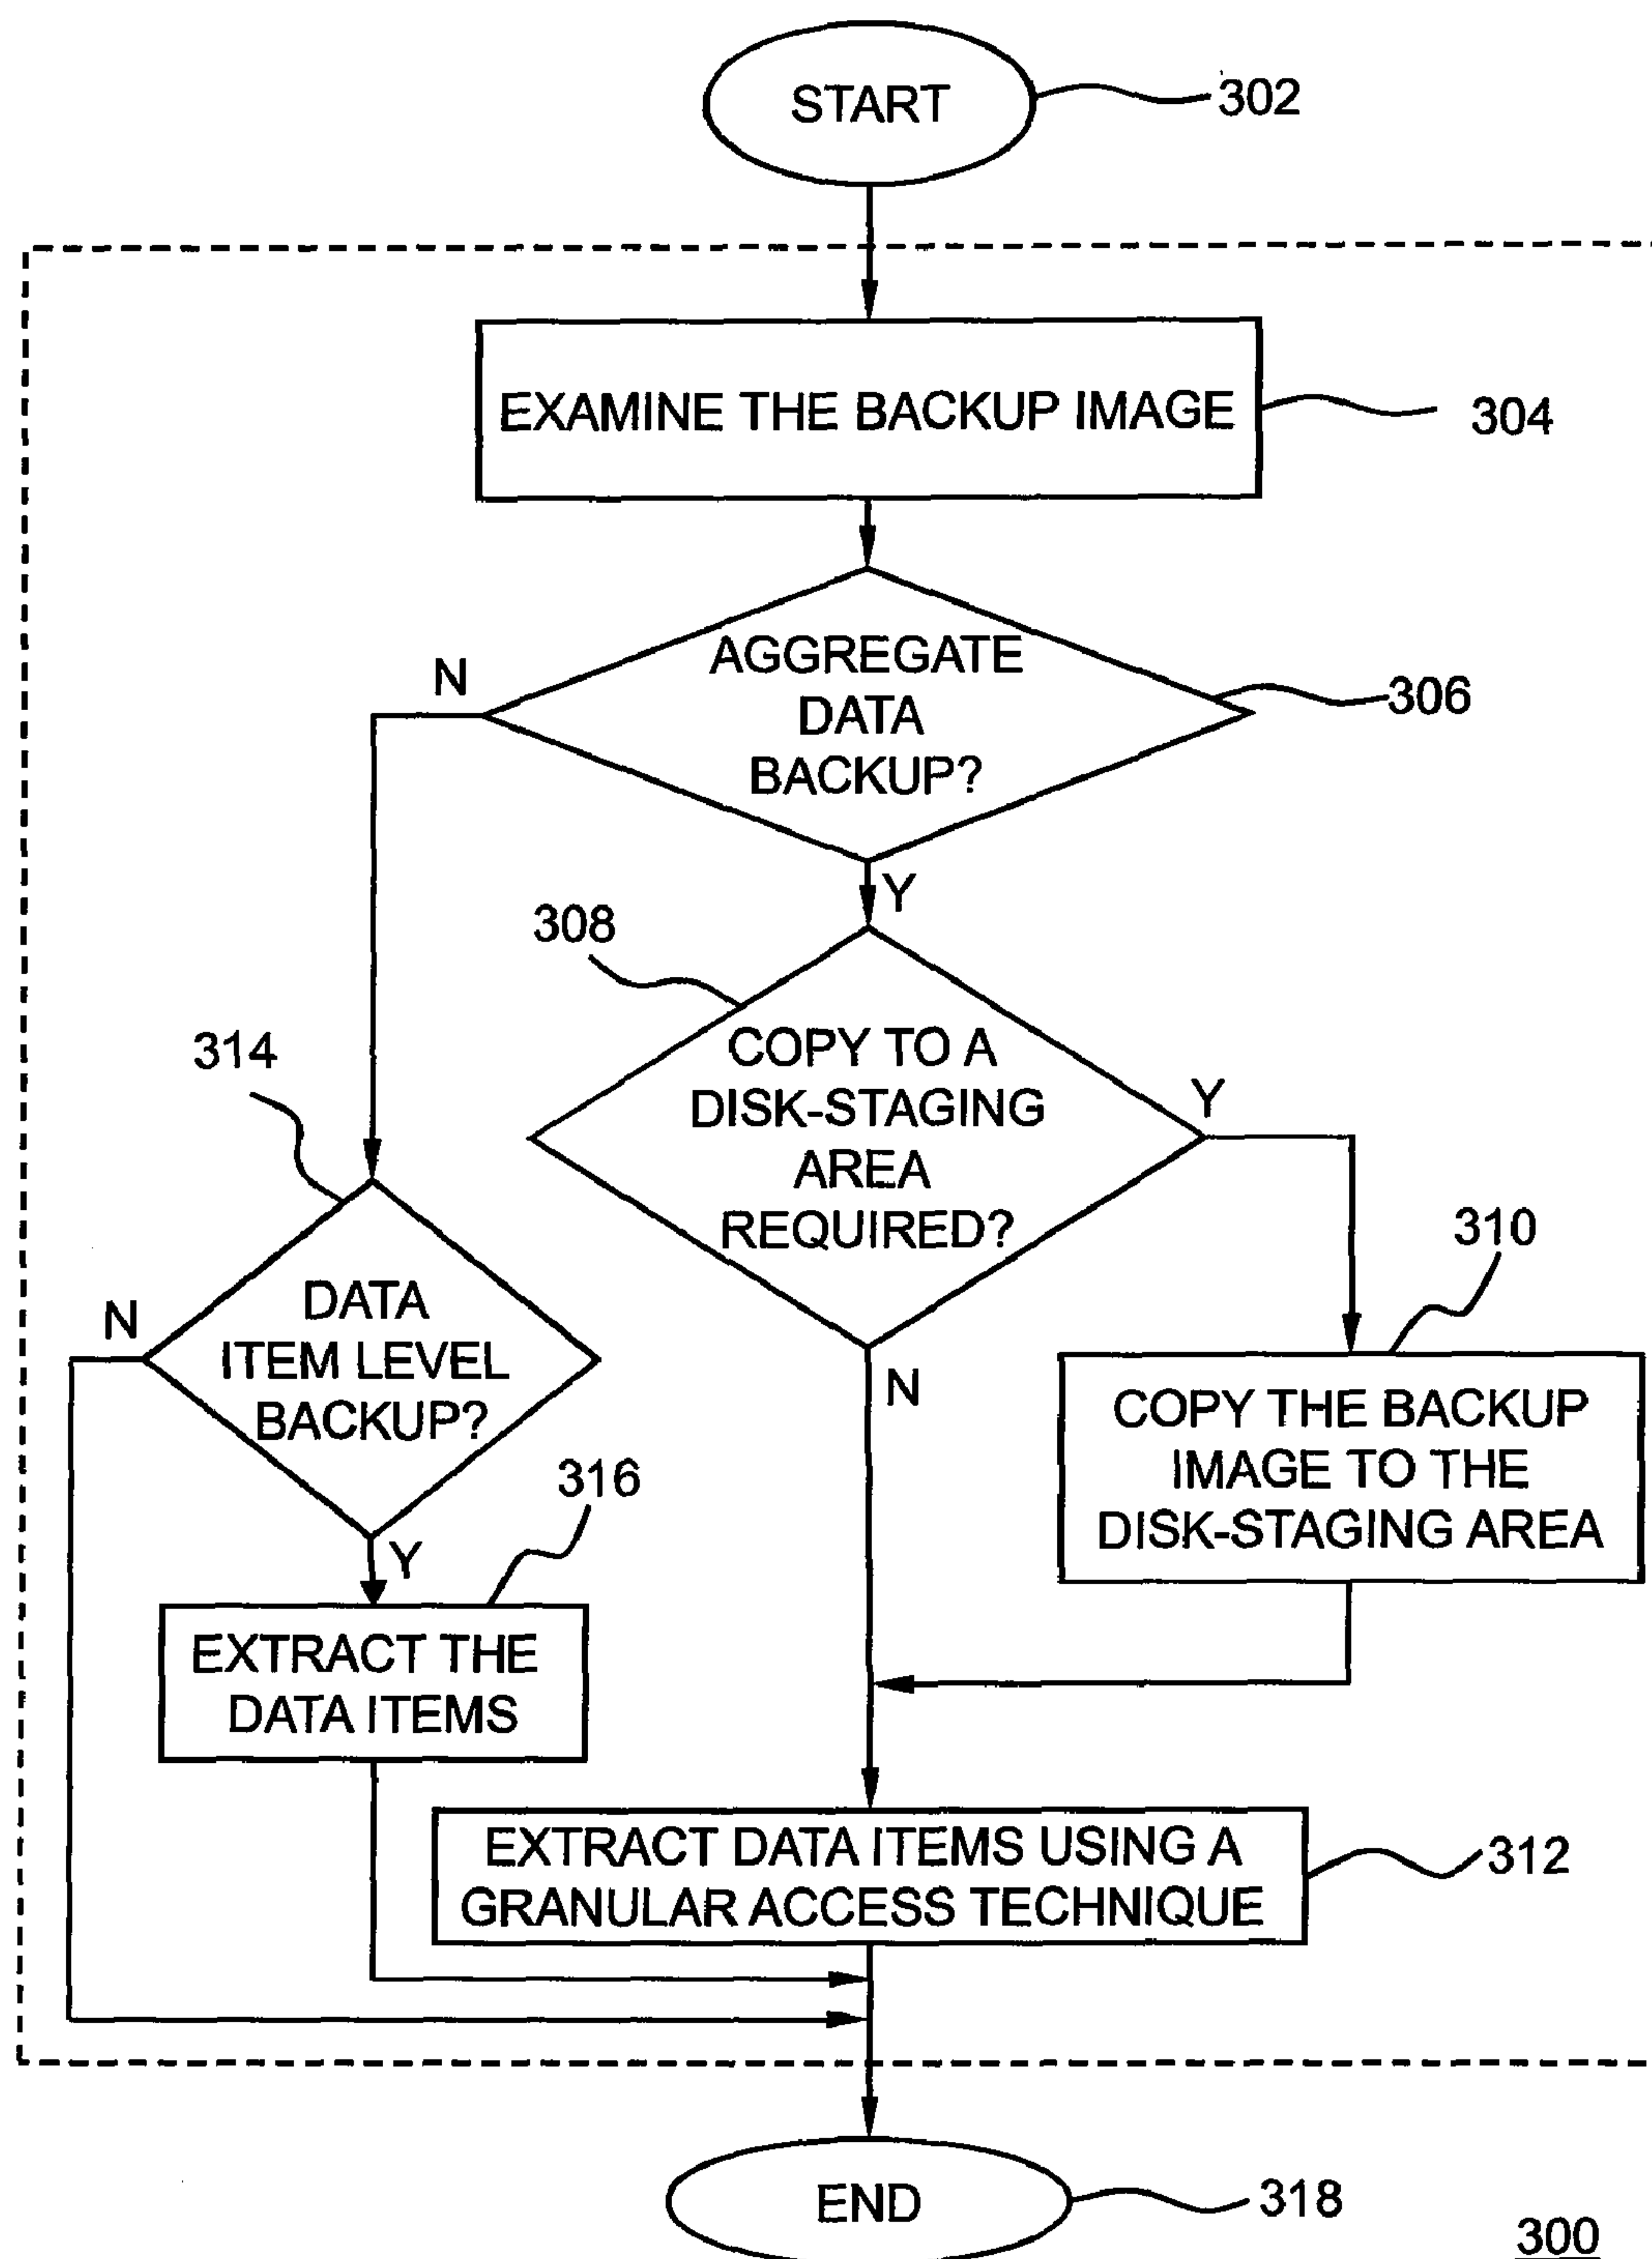 START
302
EXAMINE THE BACKUP IMAGE
304
AGGREGATE
DATA
BACKUP?
306
N
Y
308
COPY TO A
DISK-STAGING
AREA
REQUIRED?
Y
N
314
DATA
ITEM LEVEL
BACKUP?
N
Y
310
COPY THE BACKUP
IMAGE TO THE
DISK-STAGING AREA
316
EXTRACT THE
DATA ITEMS
EXTRACT DATA ITEMS USING A
GRANULAR ACCESS TECHNIQUE
312
END
318
300